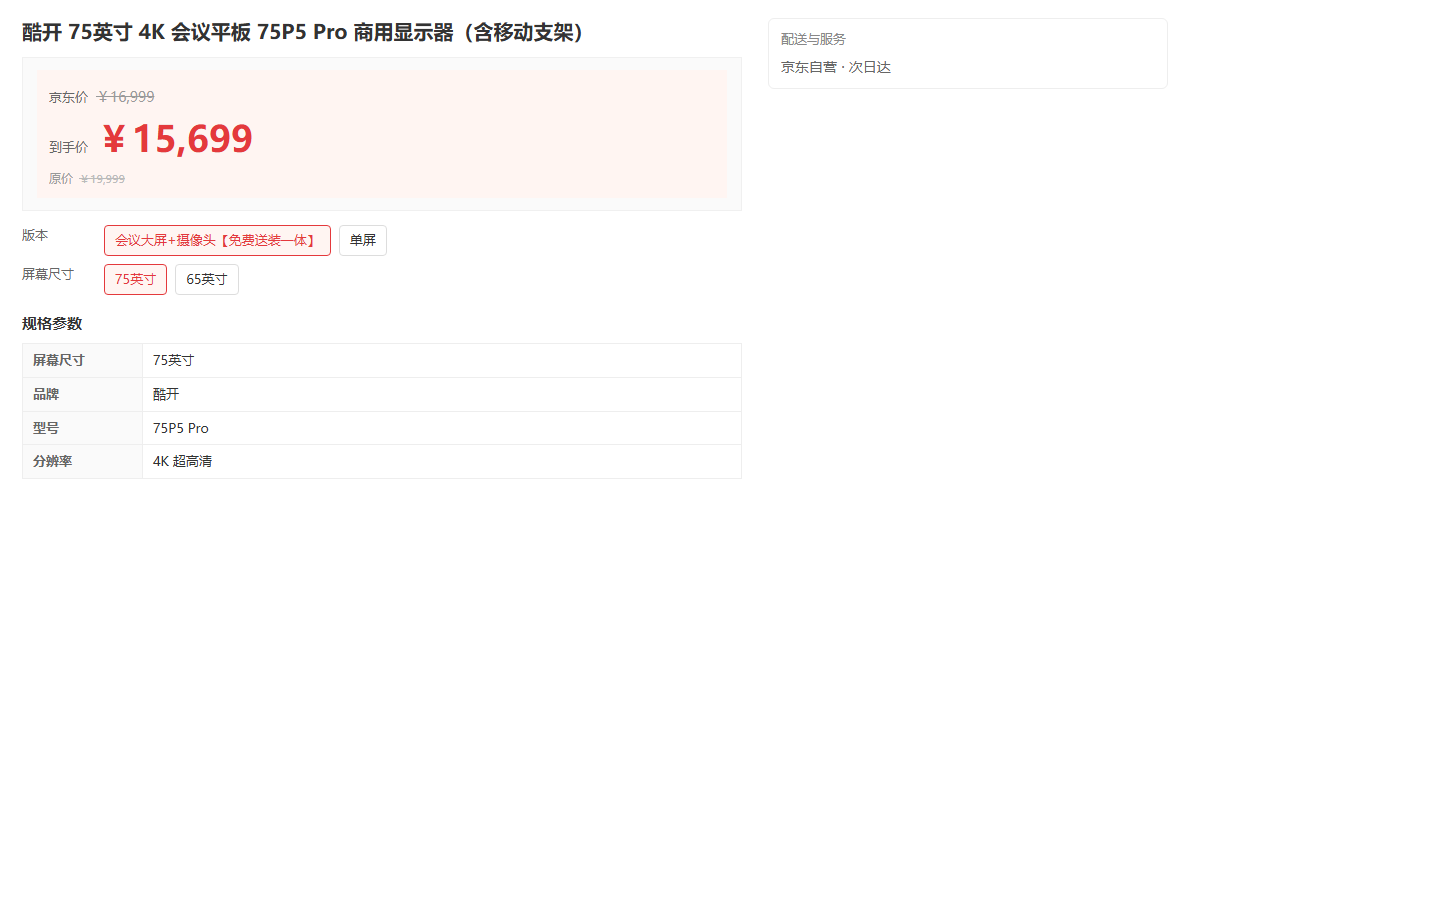 酷开 75英寸 4K 会议平板 75P5 Pro 商用显示器（含移动支架）
京东价 ￥16,999
到手价 ￥15,699
原价 ￥19,999
版本 会议大屏+摄像头【免费送装一体】 单屏
屏幕尺寸 75英寸 65英寸
规格参数
屏幕尺寸 75英寸
品牌 酷开
型号 75P5 Pro
分辨率 4K 超高清
配送与服务
京东自营 · 次日达